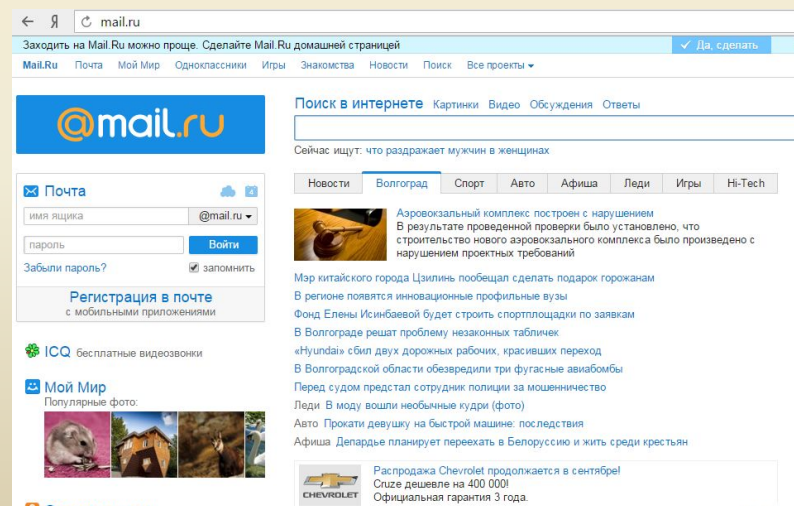 Я mail.ru
Заходить на Mail.Ru можно проще. Сделайте Mail.Ru домашней страницей Да, сделать
Mail.Ru Почта Мой Мир Одноклассники Игры Знакомства Новости Поиск Все проекты
@mail.ru
Поиск в интернете Картинки Видео Обсуждения Ответы
Сейчас ищут: что раздражает мужчин в женщинах
Почта 4
имя ящика @mail.ru
пароль Войти
Забыли пароль? запомнить
Регистрация в почте
с мобильными приложениями
ICQ бесплатные видеозвонки
Мой Мир
Популярные фото:
Новости Волгоград Спорт Авто Афиша Леди Игры Hi-Tech
Аэровокзальный комплекс построен с нарушением
В результате проведенной проверки было установлено, что
строительство нового аэровокзального комплекса было произведено с
нарушением проектных требований
Мэр китайского города Цзилинь пообещал сделать подарок горожанам
В регионе появятся инновационные профильные вузы
Фонд Елены Исинбаевой будет строить спортплощадки по заявкам
В Волгограде решат проблему незаконных табличек
«Hyundai» сбил двух дорожных рабочих, красивших переход
В Волгоградской области обезвредили три фугасные авиабомбы
Перед судом предстал сотрудник полиции за мошенничество
Леди В моду вошли необычные кудри (фото)
Авто Прокати девушку на быстрой машине: последствия
Афиша Депардье планирует переехать в Белоруссию и жить среди крестьян
CHEVROLET
Распродажа Chevrolet продолжается в сентябре!
Cruze дешевле на 400 000!
Официальная гарантия 3 года.